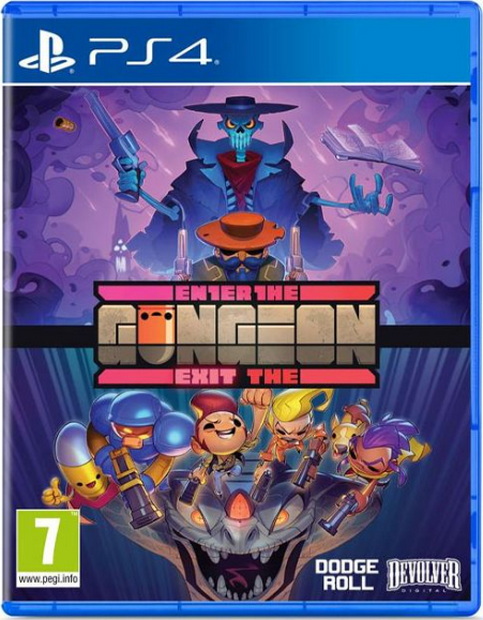 PS4
ENTER THE
GUNGEON
EXIT THE
7
www.pegi.info
DODGE
ROLL
DEVOLVER
DIGITAL